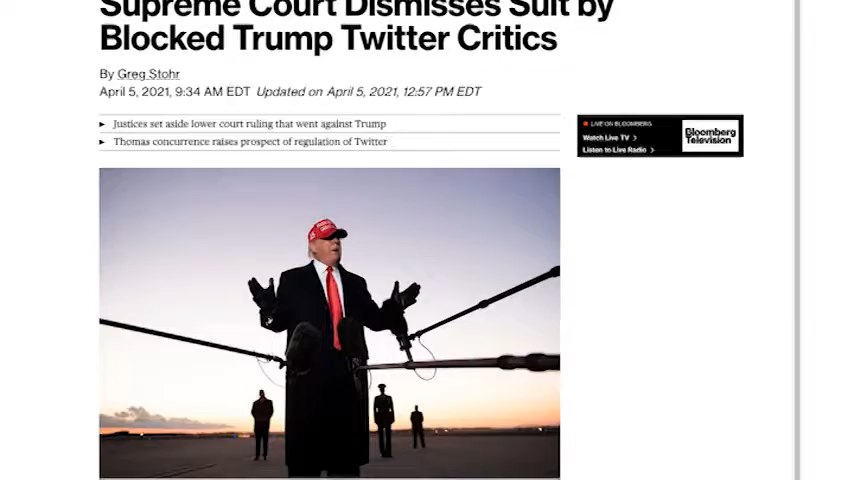 Supreme Court Dismisses Suit by
Blocked Trump Twitter Critics
By Greg Stohr
April 5, 2021, 9:34 AM EDT Updated on April 5, 2021, 12:57 PM EDT
Justices set aside lower court ruling that went against Trump
Thomas concurrence raises prospect of regulation of Twitter
LIVE ON BLOOMBERG
Watch Live TV
Listen to Live Radio
Bloomberg
Television